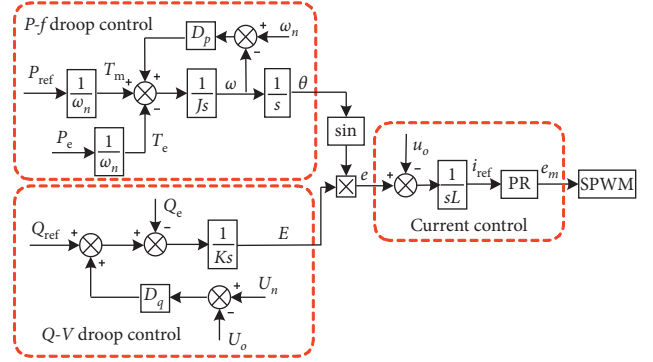 P-f droop control
D_p
ω_n
+
−
P_ref
1/ω_n
T_m
+
+
−
1/Js
ω
1/s
θ
P_e
1/ω_n
T_e
sin
e
+
u_o
−
1/sL
i_ref
PR
e_m
SPWM
Current control
Q_e
Q_ref
+
+
+
−
1/Ks
E
D_q
+
−
U_n
U_o
Q-V droop control